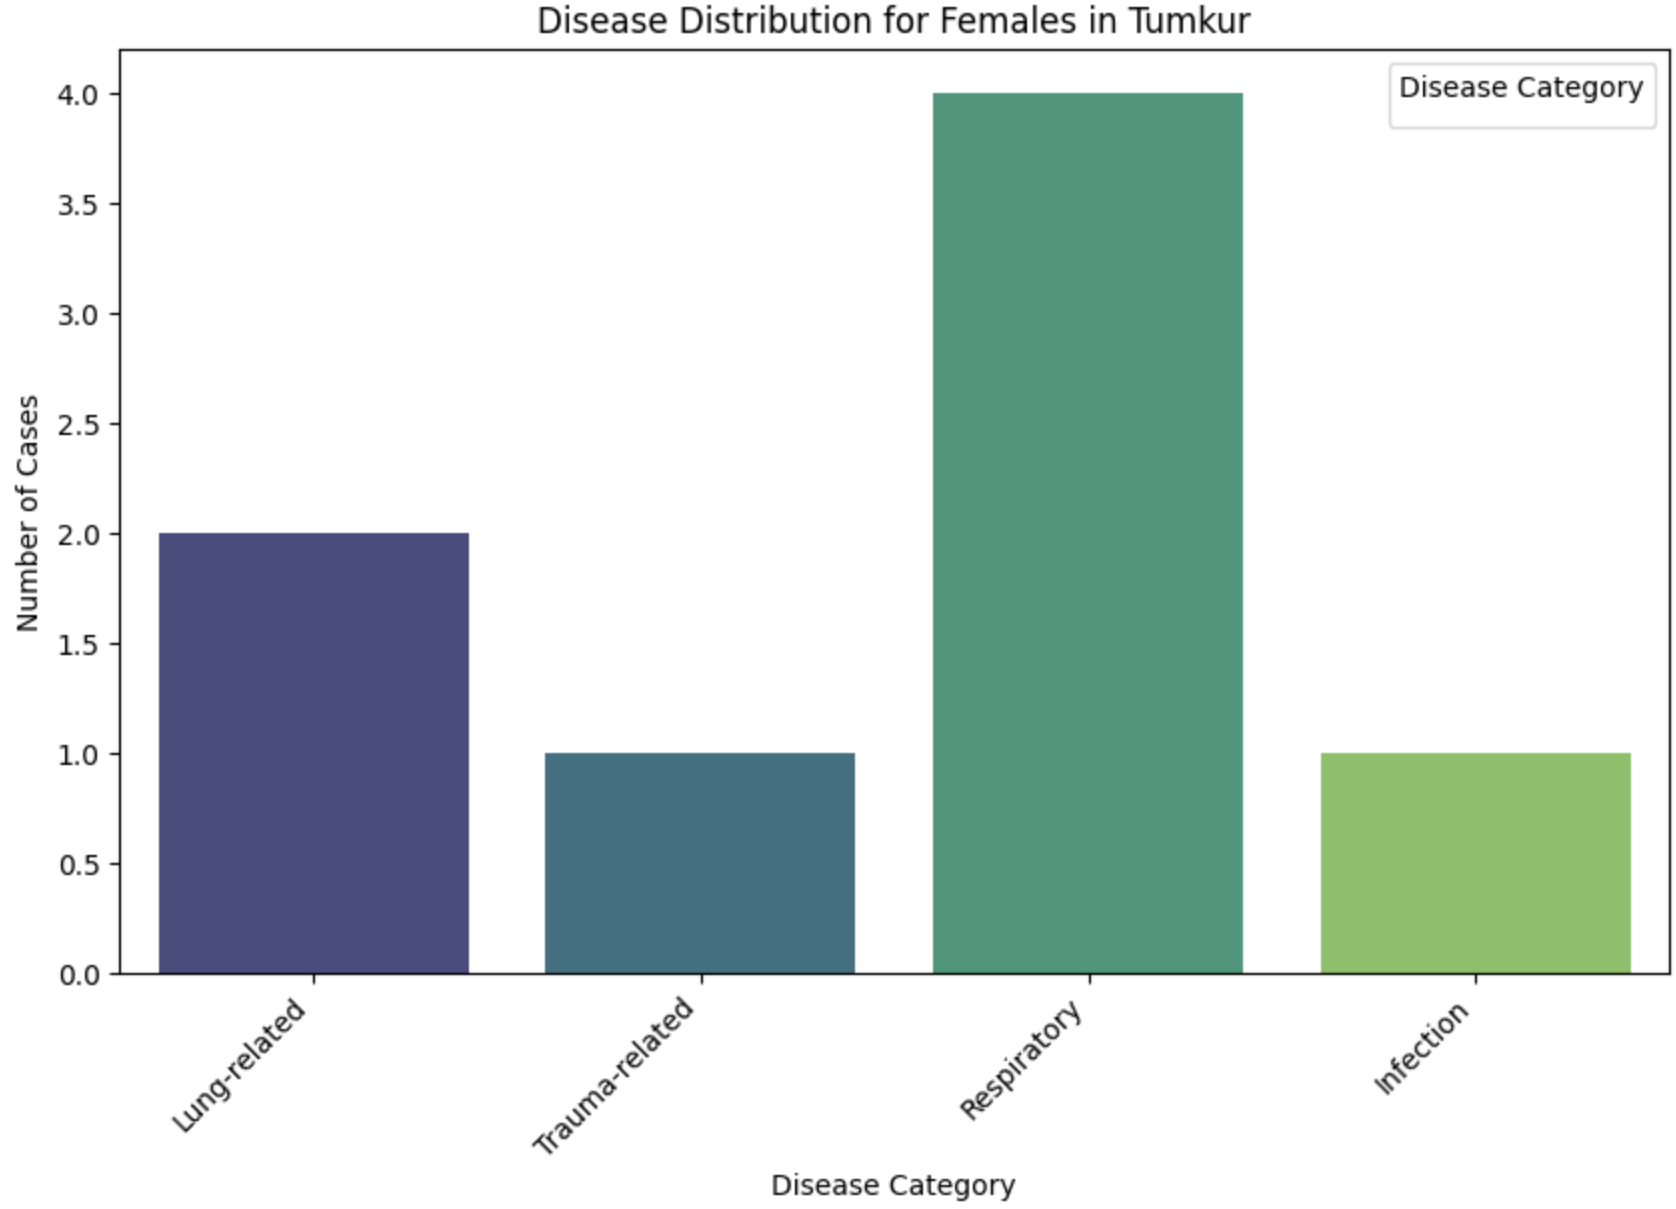 Disease Distribution for Females in Tumkur
Disease Category
4.0
3.5
3.0
2.5
2.0
1.5
1.0
0.5
0.0
Number of Cases
Lung-related
Trauma-related
Respiratory
Infection
Disease Category